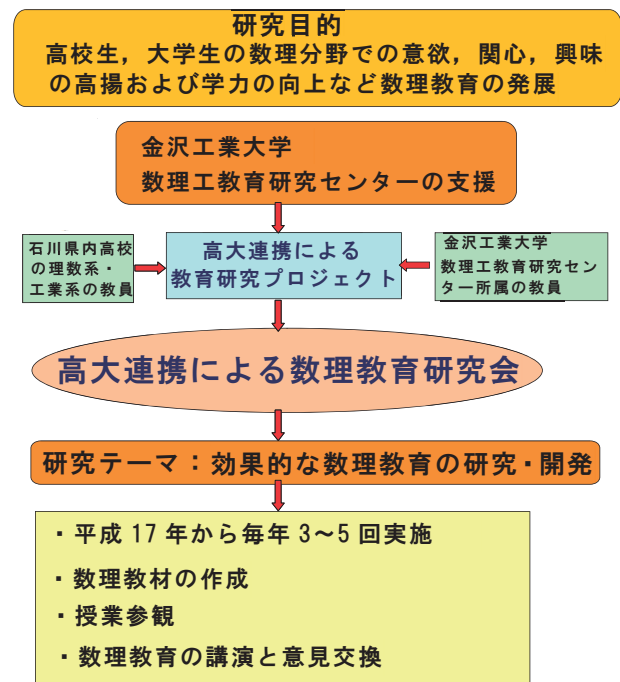 研究目的
高校生，大学生の数理分野での意欲，関心，興味
の高揚および学力の向上など数理教育の発展
金沢工業大学
数理工教育研究センターの支援
石川県内高校
の理数系・
工業系の教員
高大連携による
教育研究プロジェクト
金沢工業大学
数理工教育研究セン
ター所属の教員
高大連携による数理教育研究会
研究テーマ：効果的な数理教育の研究・開発
・平成 17 年から毎年 3～5 回実施
・数理教材の作成
・授業参観
・数理教育の講演と意見交換